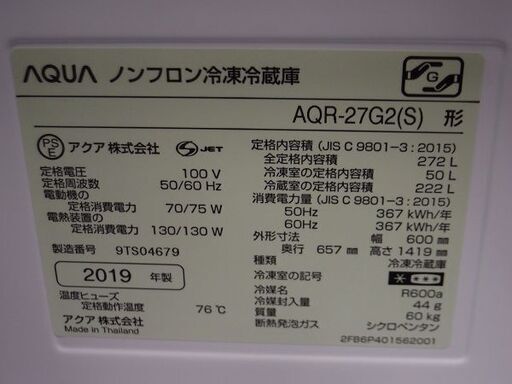 AQUA ノンフロン冷凍冷蔵庫
G
AQR-27G2(S) 形
PS E アクア 株式会社 S JET
定格電圧 100 V
定格周波数 50/60 Hz
電動機の
定格消費電力 70/75 W
電熱装置の
定格消費電力 130/130 W
製造番号 9TS04679
2019 年製
温度ヒューズ
定格動作温度 76℃
アクア 株式会社
Made in Thailand
定格内容積 (JIS C 9801-3 : 2015)
全定格内容積 272 L
冷凍室の定格内容積 50 L
冷蔵室の定格内容積 222 L
消費電力量 (JIS C 9801-3 : 2015)
50Hz 367 kWh/年
60Hz 367 kWh/年
外形寸法 幅 600 mm
奥行 657 mm 高さ 1419 mm
種類 冷凍冷蔵庫
冷凍室の記号
冷媒名 R600a
冷媒封入量 44 g
質量 60 kg
断熱発泡ガス シクロペンタン
2FB6P401562001